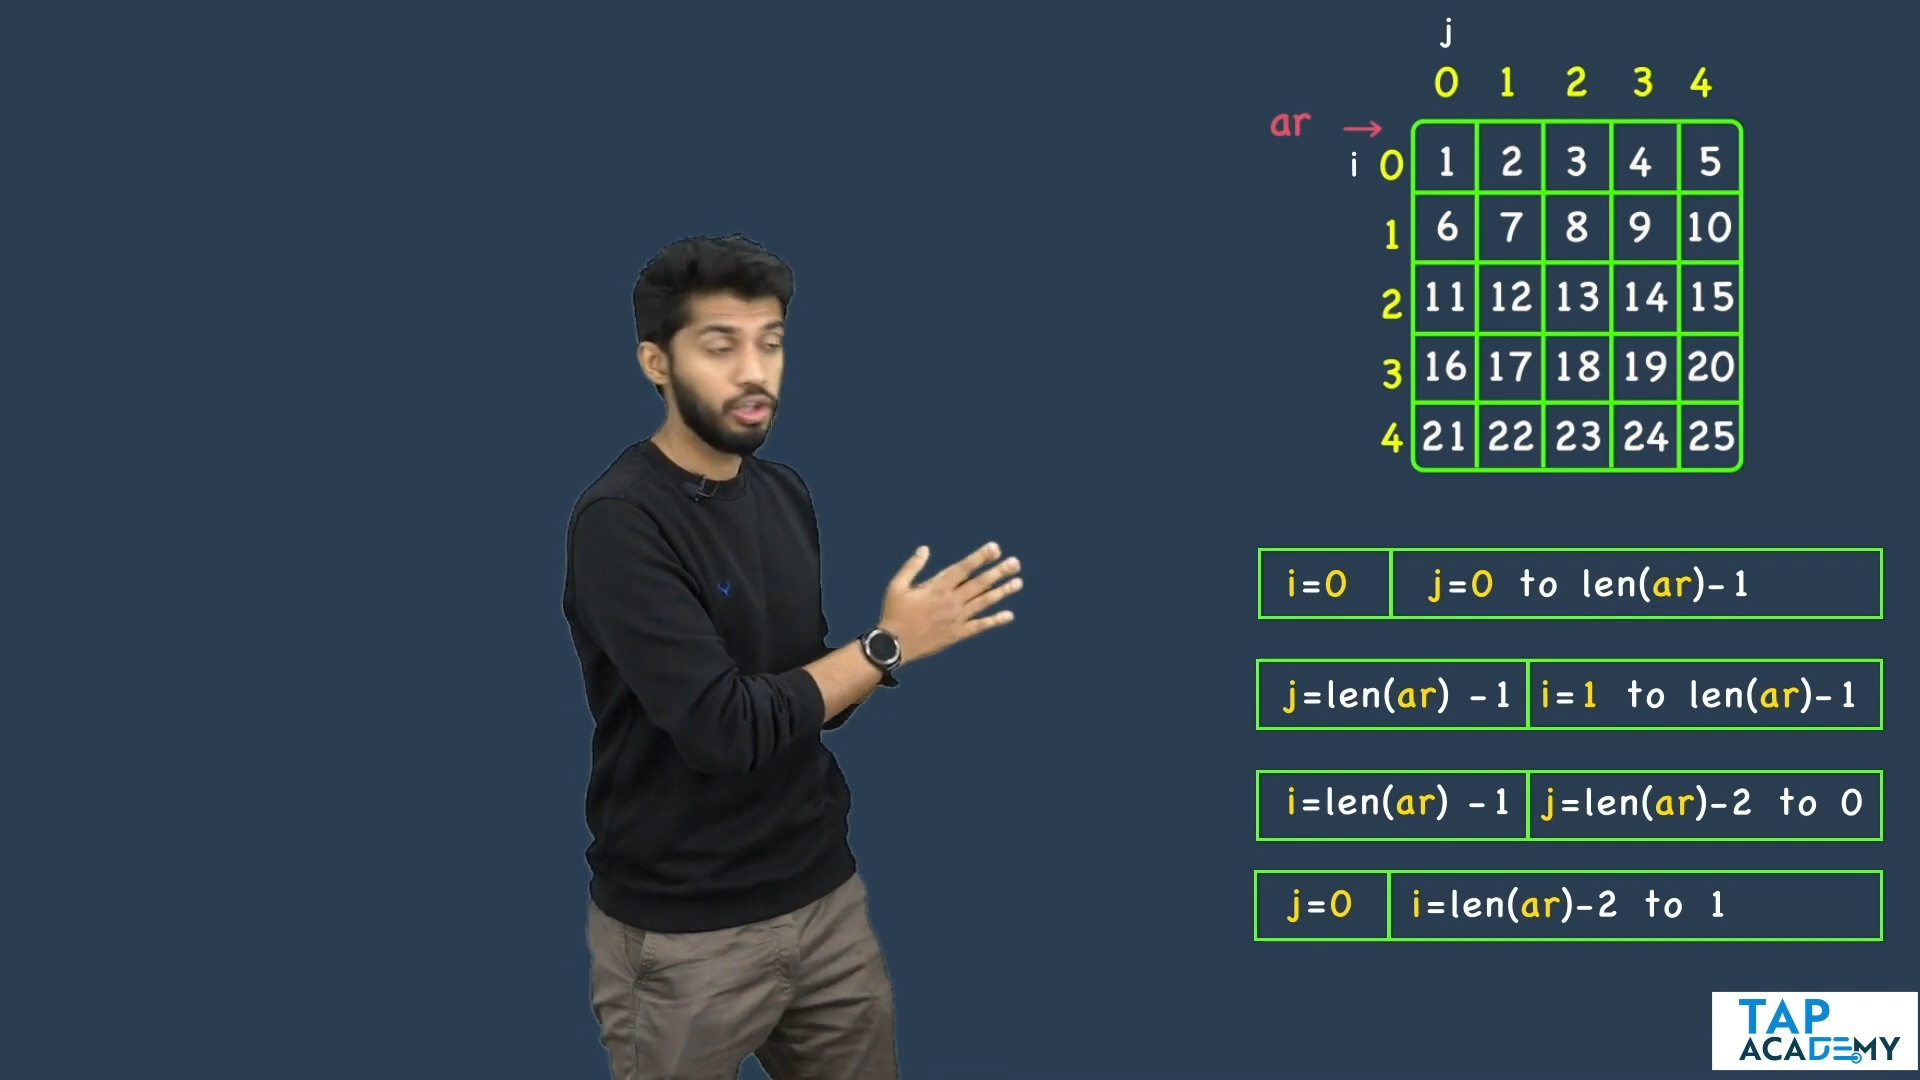 j
0 1 2 3 4
ar →
i 0 1 2 3 4 5
1 6 7 8 9 10
2 11 12 13 14 15
3 16 17 18 19 20
4 21 22 23 24 25
i=0 j=0 to len(ar)-1
j=len(ar) -1 i=1 to len(ar)-1
i=len(ar) -1 j=len(ar)-2 to 0
j=0 i=len(ar)-2 to 1
TAP
ACADEMY